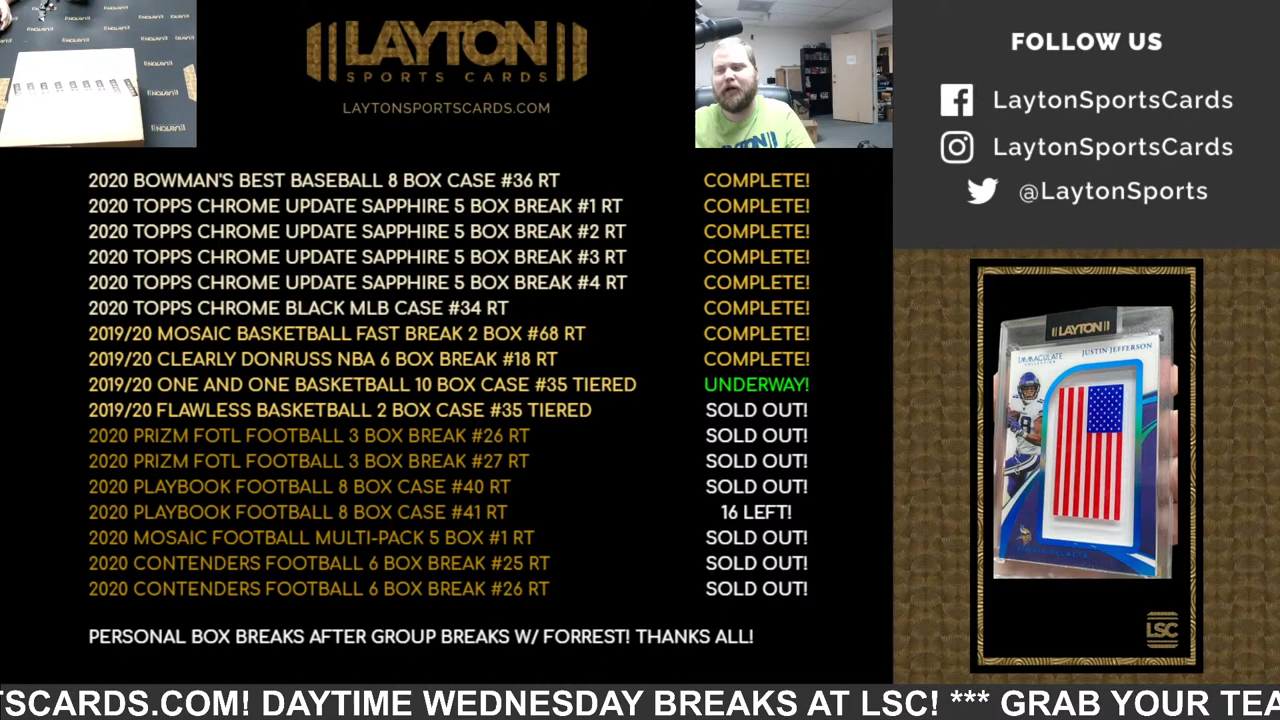 LAYTON
SPORTS CARDS
LAYTONSPORTSCARDS.COM
2020 BOWMAN'S BEST BASEBALL 8 BOX CASE #36 RT COMPLETE!
2020 TOPPS CHROME UPDATE SAPPHIRE 5 BOX BREAK #1 RT COMPLETE!
2020 TOPPS CHROME UPDATE SAPPHIRE 5 BOX BREAK #2 RT COMPLETE!
2020 TOPPS CHROME UPDATE SAPPHIRE 5 BOX BREAK #3 RT COMPLETE!
2020 TOPPS CHROME UPDATE SAPPHIRE 5 BOX BREAK #4 RT COMPLETE!
2020 TOPPS CHROME BLACK MLB CASE #34 RT COMPLETE!
2019/20 MOSAIC BASKETBALL FAST BREAK 2 BOX #68 RT COMPLETE!
2019/20 CLEARLY DONRUSS NBA 6 BOX BREAK #18 RT COMPLETE!
2019/20 ONE AND ONE BASKETBALL 10 BOX CASE #35 TIERED UNDERWAY!
2019/20 FLAWLESS BASKETBALL 2 BOX CASE #35 TIERED SOLD OUT!
2020 PRIZM FOTL FOOTBALL 3 BOX BREAK #26 RT SOLD OUT!
2020 PRIZM FOTL FOOTBALL 3 BOX BREAK #27 RT SOLD OUT!
2020 PLAYBOOK FOOTBALL 8 BOX CASE #40 RT SOLD OUT!
2020 PLAYBOOK FOOTBALL 8 BOX CASE #41 RT 16 LEFT!
2020 MOSAIC FOOTBALL MULTI-PACK 5 BOX #1 RT SOLD OUT!
2020 CONTENDERS FOOTBALL 6 BOX BREAK #25 RT SOLD OUT!
2020 CONTENDERS FOOTBALL 6 BOX BREAK #26 RT SOLD OUT!
PERSONAL BOX BREAKS AFTER GROUP BREAKS W/ FORREST! THANKS ALL!
FOLLOW US
LaytonSportsCards
LaytonSportsCards
@LaytonSports
LAYTON
IMMACULATE
COLLECTION
JUSTIN JEFFERSON
LSC
LAYTON
TSCARDS.COM! DAYTIME WEDNESDAY BREAKS AT LSC! *** GRAB YOUR TEA